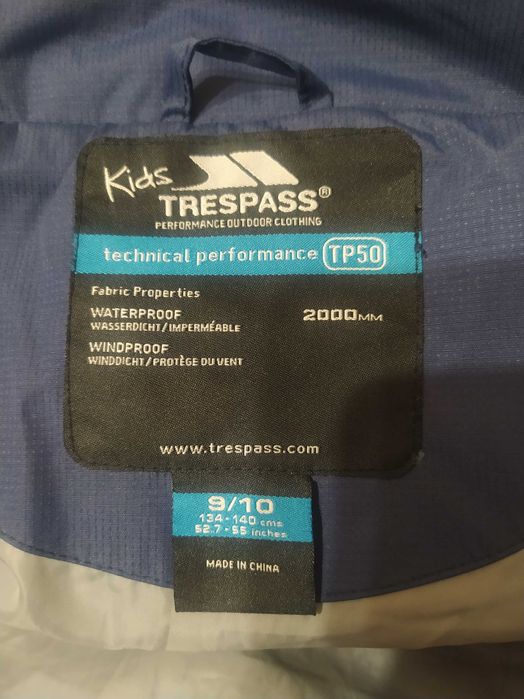 Kids
TRESPASS®
PERFORMANCE OUTDOOR CLOTHING
technical performance TP50
Fabric Properties
WATERPROOF 2000MM
WASSERDICHT/IMPERMÉABLE
WINDPROOF
WINDDICHT/PROTÈGE DU VENT
www.trespass.com
9/10
134-140 cms
52.7-55 inches
MADE IN CHINA